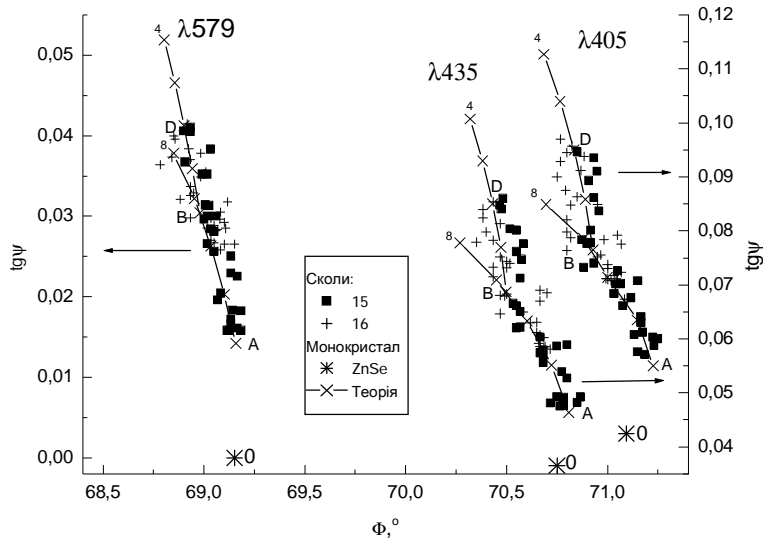 λ579
λ435
λ405
4
4
4
8
8
8
D
D
D
B
B
B
A
A
A
0
0
0
Сколи:
15
16
Монокристал
ZnSe
Теорія
tgψ
0,05
0,04
0,03
0,02
0,01
0,00
tgψ
0,12
0,11
0,10
0,09
0,08
0,07
0,06
0,05
0,04
68,5
69,0
69,5
70,0
70,5
71,0
Φ,°